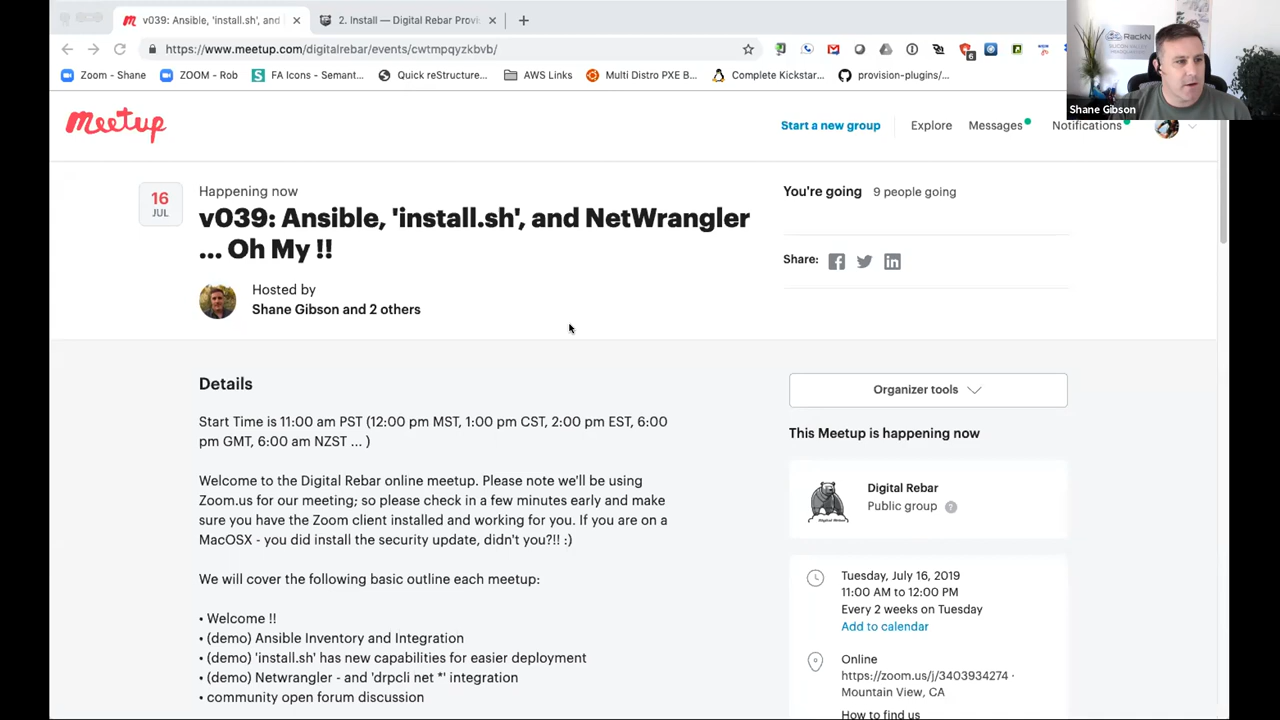 v039: Ansible, 'install.sh', and
2. Install — Digital Rebar Provi
https://www.meetup.com/digitalrebar/events/cwtmpqyzkbvb/
6
Zoom - Shane
ZOOM - Rob
FA Icons - Semant...
Quick reStructure...
AWS Links
Multi Distro PXE B...
Complete Kickstar...
provision-plugins/...
RackN
Shane Gibson
Meetup
Start a new group
Explore
Messages
Notifications
16
JUL
Happening now
v039: Ansible, 'install.sh', and NetWrangler
... Oh My !!
Hosted by
Shane Gibson and 2 others
You're going
9 people going
Share:
Details
Start Time is 11:00 am PST (12:00 pm MST, 1:00 pm CST, 2:00 pm EST, 6:00
pm GMT, 6:00 am NZST ... )
Welcome to the Digital Rebar online meetup. Please note we'll be using
Zoom.us for our meeting; so please check in a few minutes early and make
sure you have the Zoom client installed and working for you. If you are on a
MacOSX - you did install the security update, didn't you?!! :)
We will cover the following basic outline each meetup:
• Welcome !!
• (demo) Ansible Inventory and Integration
• (demo) 'install.sh' has new capabilities for easier deployment
• (demo) Netwrangler - and 'drpcli net *' integration
• community open forum discussion
Organizer tools
This Meetup is happening now
Digital Rebar
Digital Rebar
Public group ?
Tuesday, July 16, 2019
11:00 AM to 12:00 PM
Every 2 weeks on Tuesday
Add to calendar
Online
https://zoom.us/j/3403934274 ·
Mountain View, CA
How to find us